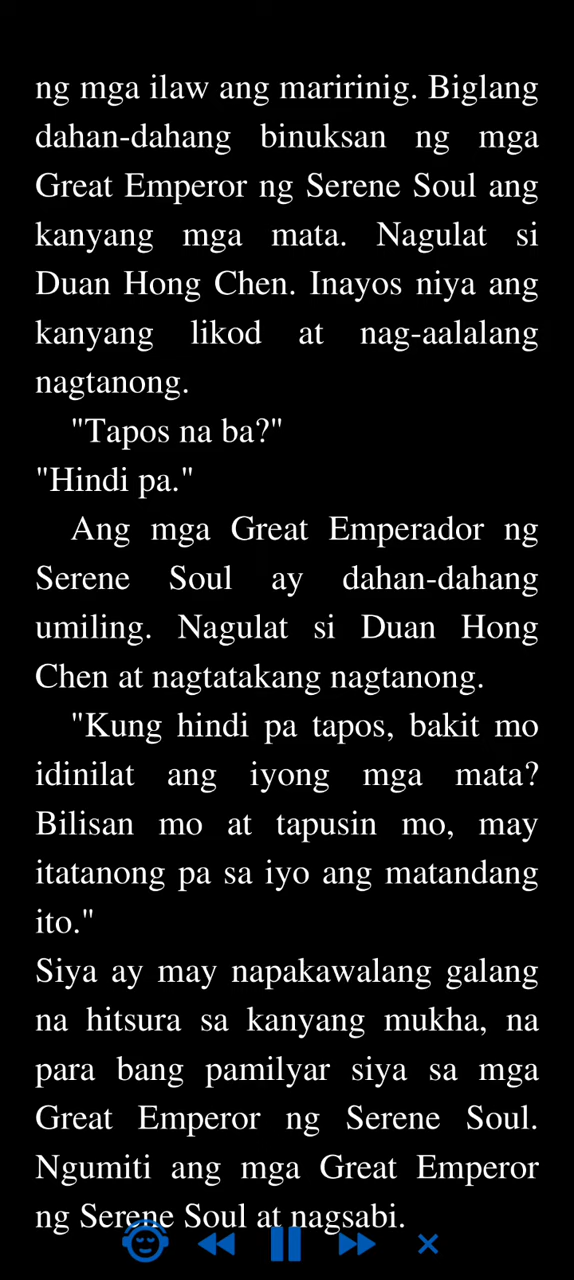 ng mga ilaw ang maririnig. Biglang
dahan-dahang binuksan ng mga
Great Emperor ng Serene Soul ang
kanyang mga mata. Nagulat si
Duan Hong Chen. Inayos niya ang
kanyang likod at nag-aalalang
nagtanong.
"Tapos na ba?"
"Hindi pa."
Ang mga Great Emperador ng
Serene Soul ay dahan-dahang
umiling. Nagulat si Duan Hong
Chen at nagtatakang nagtanong.
"Kung hindi pa tapos, bakit mo
idinilat ang iyong mga mata?
Bilisan mo at tapusin mo, may
itatanong pa sa iyo ang matandang
ito."
Siya ay may napakawalang galang
na hitsura sa kanyang mukha, na
para bang pamilyar siya sa mga
Great Emperor ng Serene Soul.
Ngumiti ang mga Great Emperor
ng Serene Soul at nagsabi.